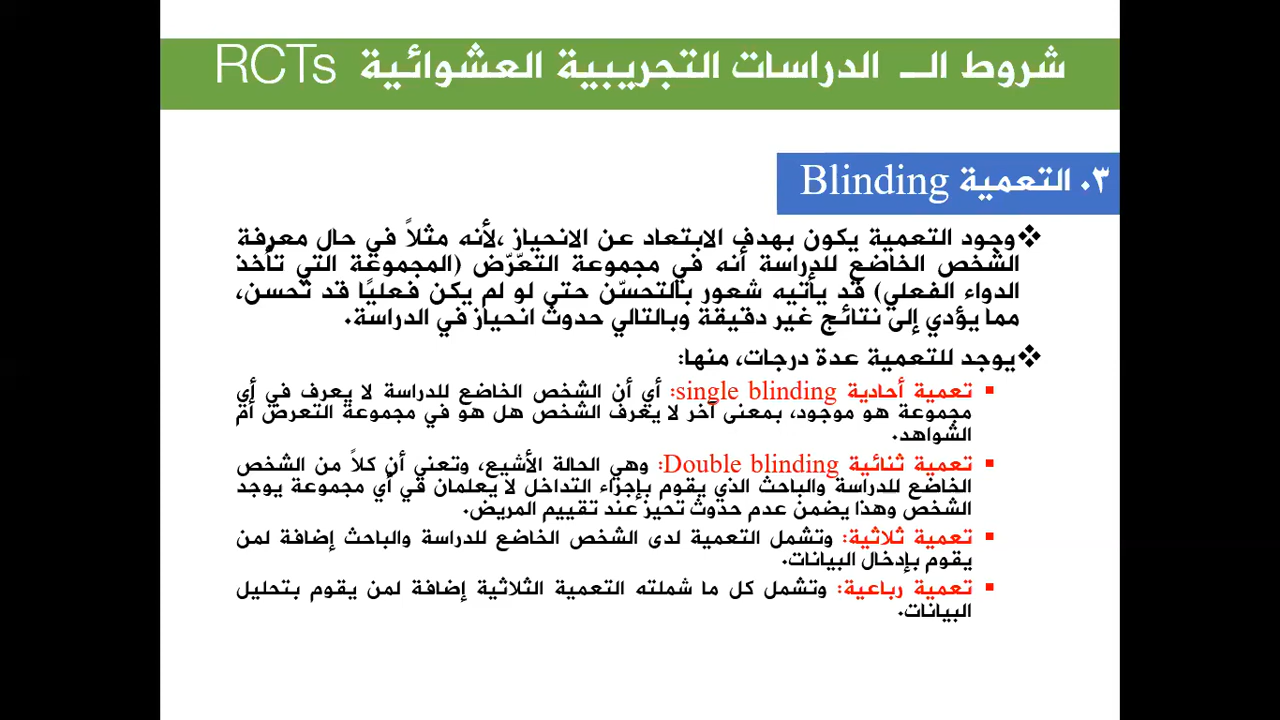 شروط الـ الدراسات التجريبية العشوائية RCTs
٠٣ التعمية Blinding
❖وجود التعمية يكون بهدف الابتعاد عن الانحياز ،لأنه مثلاً في حال معرفة
الشخص الخاضع للدراسة أنه في مجموعة التعّرّض (المجموعة التي تأخذ
الدواء الفعلي) قد يأتيه شعور بالتحسّن حتى لو لم يكن فعليًا قد تحسن،
مما يؤدي إلى نتائج غير دقيقة وبالتالي حدوث انحياز في الدراسة.
❖يوجد للتعمية عدة درجات، منها:
▪ تعمية أحادية single blinding: أي أن الشخص الخاضع للدراسة لا يعرف في أي
مجموعة هو موجود، بمعنى آخر لا يعرف الشخص هل هو في مجموعة التعرض أم
الشواهد.
▪ تعمية ثنائية Double blinding: وهي الحالة الأشيع، وتعني أن كلاً من الشخص
الخاضع للدراسة والباحث الذي يقوم بإجراء التداخل لا يعلمان في أي مجموعة يوجد
الشخص وهذا يضمن عدم حدوث تحيز عند تقييم المريض.
▪ تعمية ثلاثية: وتشمل التعمية لدى الشخص الخاضع للدراسة والباحث إضافة لمن
يقوم بإدخال البيانات.
▪ تعمية رباعية: وتشمل كل ما شملته التعمية الثلاثية إضافة لمن يقوم بتحليل
البيانات.